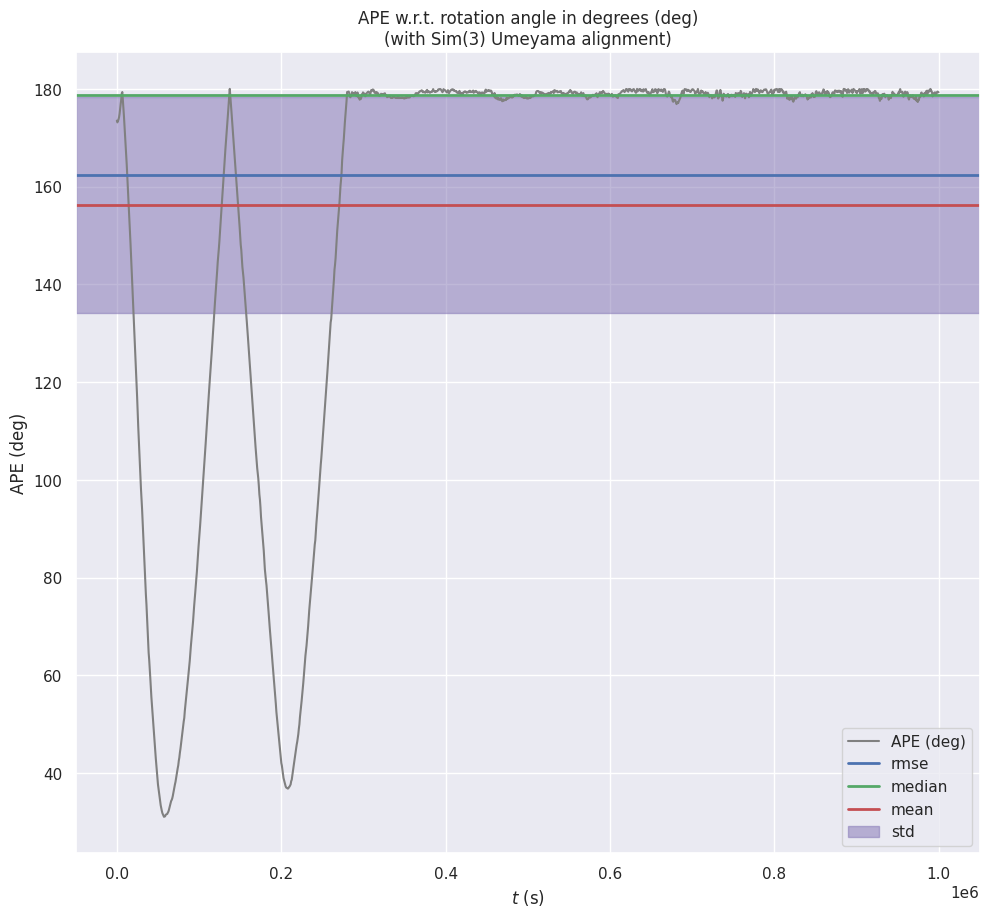 APE w.r.t. rotation angle in degrees (deg)
(with Sim(3) Umeyama alignment)
APE (deg)
180
160
140
120
100
80
60
40
0.0
0.2
0.4
0.6
0.8
1.0
1e6
t (s)
APE (deg)
rmse
median
mean
std